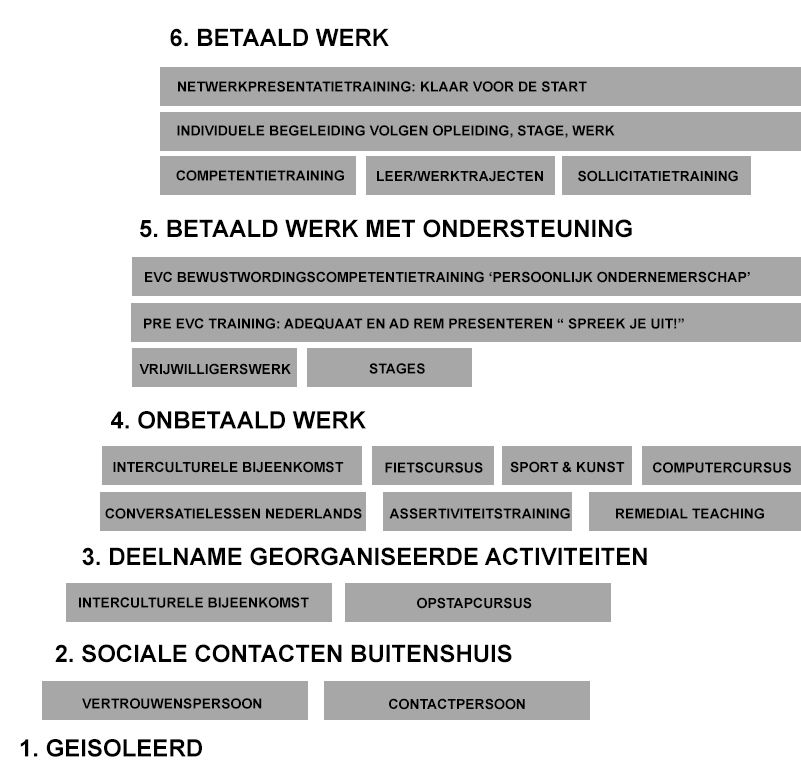 6. BETAALD WERK
NETWERKPRESENTATIETRAINING: KLAAR VOOR DE START
INDIVIDUELE BEGELEIDING VOLGEN OPLEIDING, STAGE, WERK
COMPETENTIETRAINING LEER/WERKTRAJECTEN SOLLICITATIETRAINING
5. BETAALD WERK MET ONDERSTEUNING
EVC BEWUSTWORDINGSCOMPETENTIETRAINING ‘PERSOONLIJK ONDERNEMERSCHAP’
PRE EVC TRAINING: ADEQUAAT EN AD REM PRESENTEREN “ SPREEK JE UIT!”
VRIJWILLIGERSWERK STAGES
4. ONBETAALD WERK
INTERCULTURELE BIJEENKOMST FIETSCURSUS SPORT & KUNST COMPUTERCURSUS
CONVERSATIELESSEN NEDERLANDS ASSERTIVITEITSTRAINING REMEDIAL TEACHING
3. DEELNAME GEORGANISEERDE ACTIVITEITEN
INTERCULTURELE BIJEENKOMST OPSTAPCURSUS
2. SOCIALE CONTACTEN BUITENSHUIS
VERTROUWENSPERSOON CONTACTPERSOON
1. GEISOLEERD